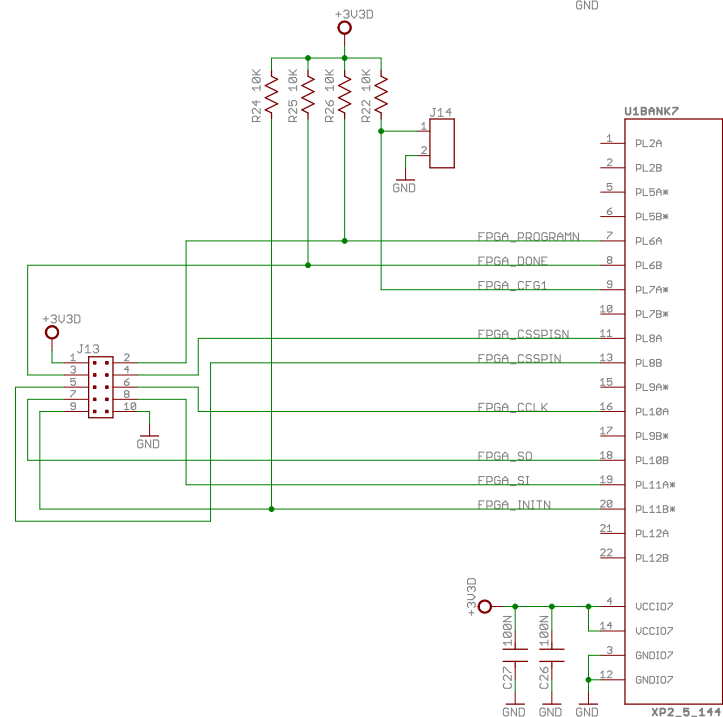 GND
+3V3D
R24 10K
R25 10K
R26 10K
R22 10K
J14
1
2
GND
U1BANK7
1 PL2A
2 PL2B
5 PL5A*
6 PL5B*
FPGA_PROGRAMN 7 PL6A
FPGA_DONE 8 PL6B
FPGA_CFG1 9 PL7A*
10 PL7B*
FPGA_CSSPISN 11 PL8A
FPGA_CSSPIN 13 PL8B
15 PL9A*
FPGA_CCLK 16 PL10A
17 PL9B*
FPGA_SO 18 PL10B
FPGA_SI 19 PL11A*
FPGA_INITN 20 PL11B*
21 PL12A
22 PL12B
+3V3D
J13
1 2
3 4
5 6
7 8
9 10
GND
+3V3D
4 VCCIO7
14 VCCIO7
3 GNDIO7
12 GNDIO7
C27 100N
C26 100N
GND
GND
GND
XP2_5_144